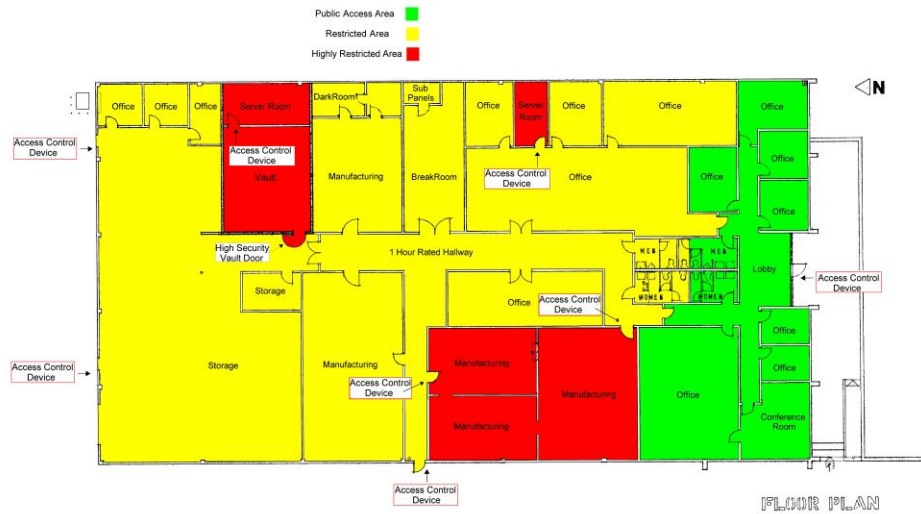 Public Access Area
Restricted Area
Highly Restricted Area
N
Office
Office
Office
Server Room
DarkRoom
Sub
Panels
Office
Server
Room
Office
Office
Office
Access Control
Device
Access Control
Device
Vault
Manufacturing
BreakRoom
Access Control
Device
Office
Office
Office
Office
High Security
Vault Door
1 Hour Rated Hallway
MEN
MEN
Lobby
Access Control
Device
Storage
WOMEN
WOMEN
Office
Access Control
Device
Office
Storage
Manufacturing
Manufacturing
Manufacturing
Office
Office
Access Control
Device
Access Control
Device
Manufacturing
Conference
Room
Access Control
Device
FLOOR PLAN